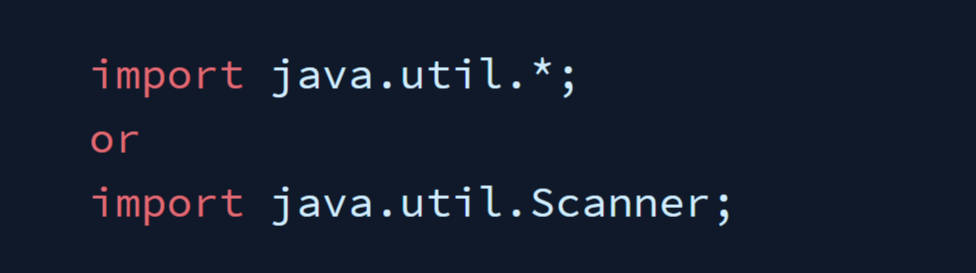 import java.util.*;
or
import java.util.Scanner;